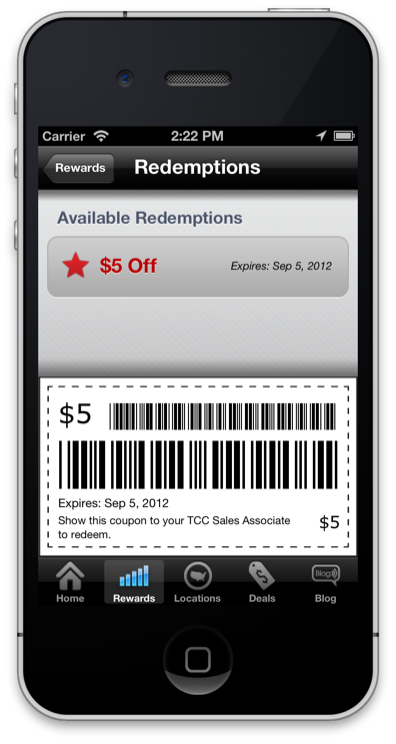 Carrier 2:22 PM
Rewards Redemptions
Available Redemptions
$5 Off Expires: Sep 5, 2012
$5
Expires: Sep 5, 2012
Show this coupon to your TCC Sales Associate
to redeem.
$5
Home Rewards Locations Deals Blog
Blog